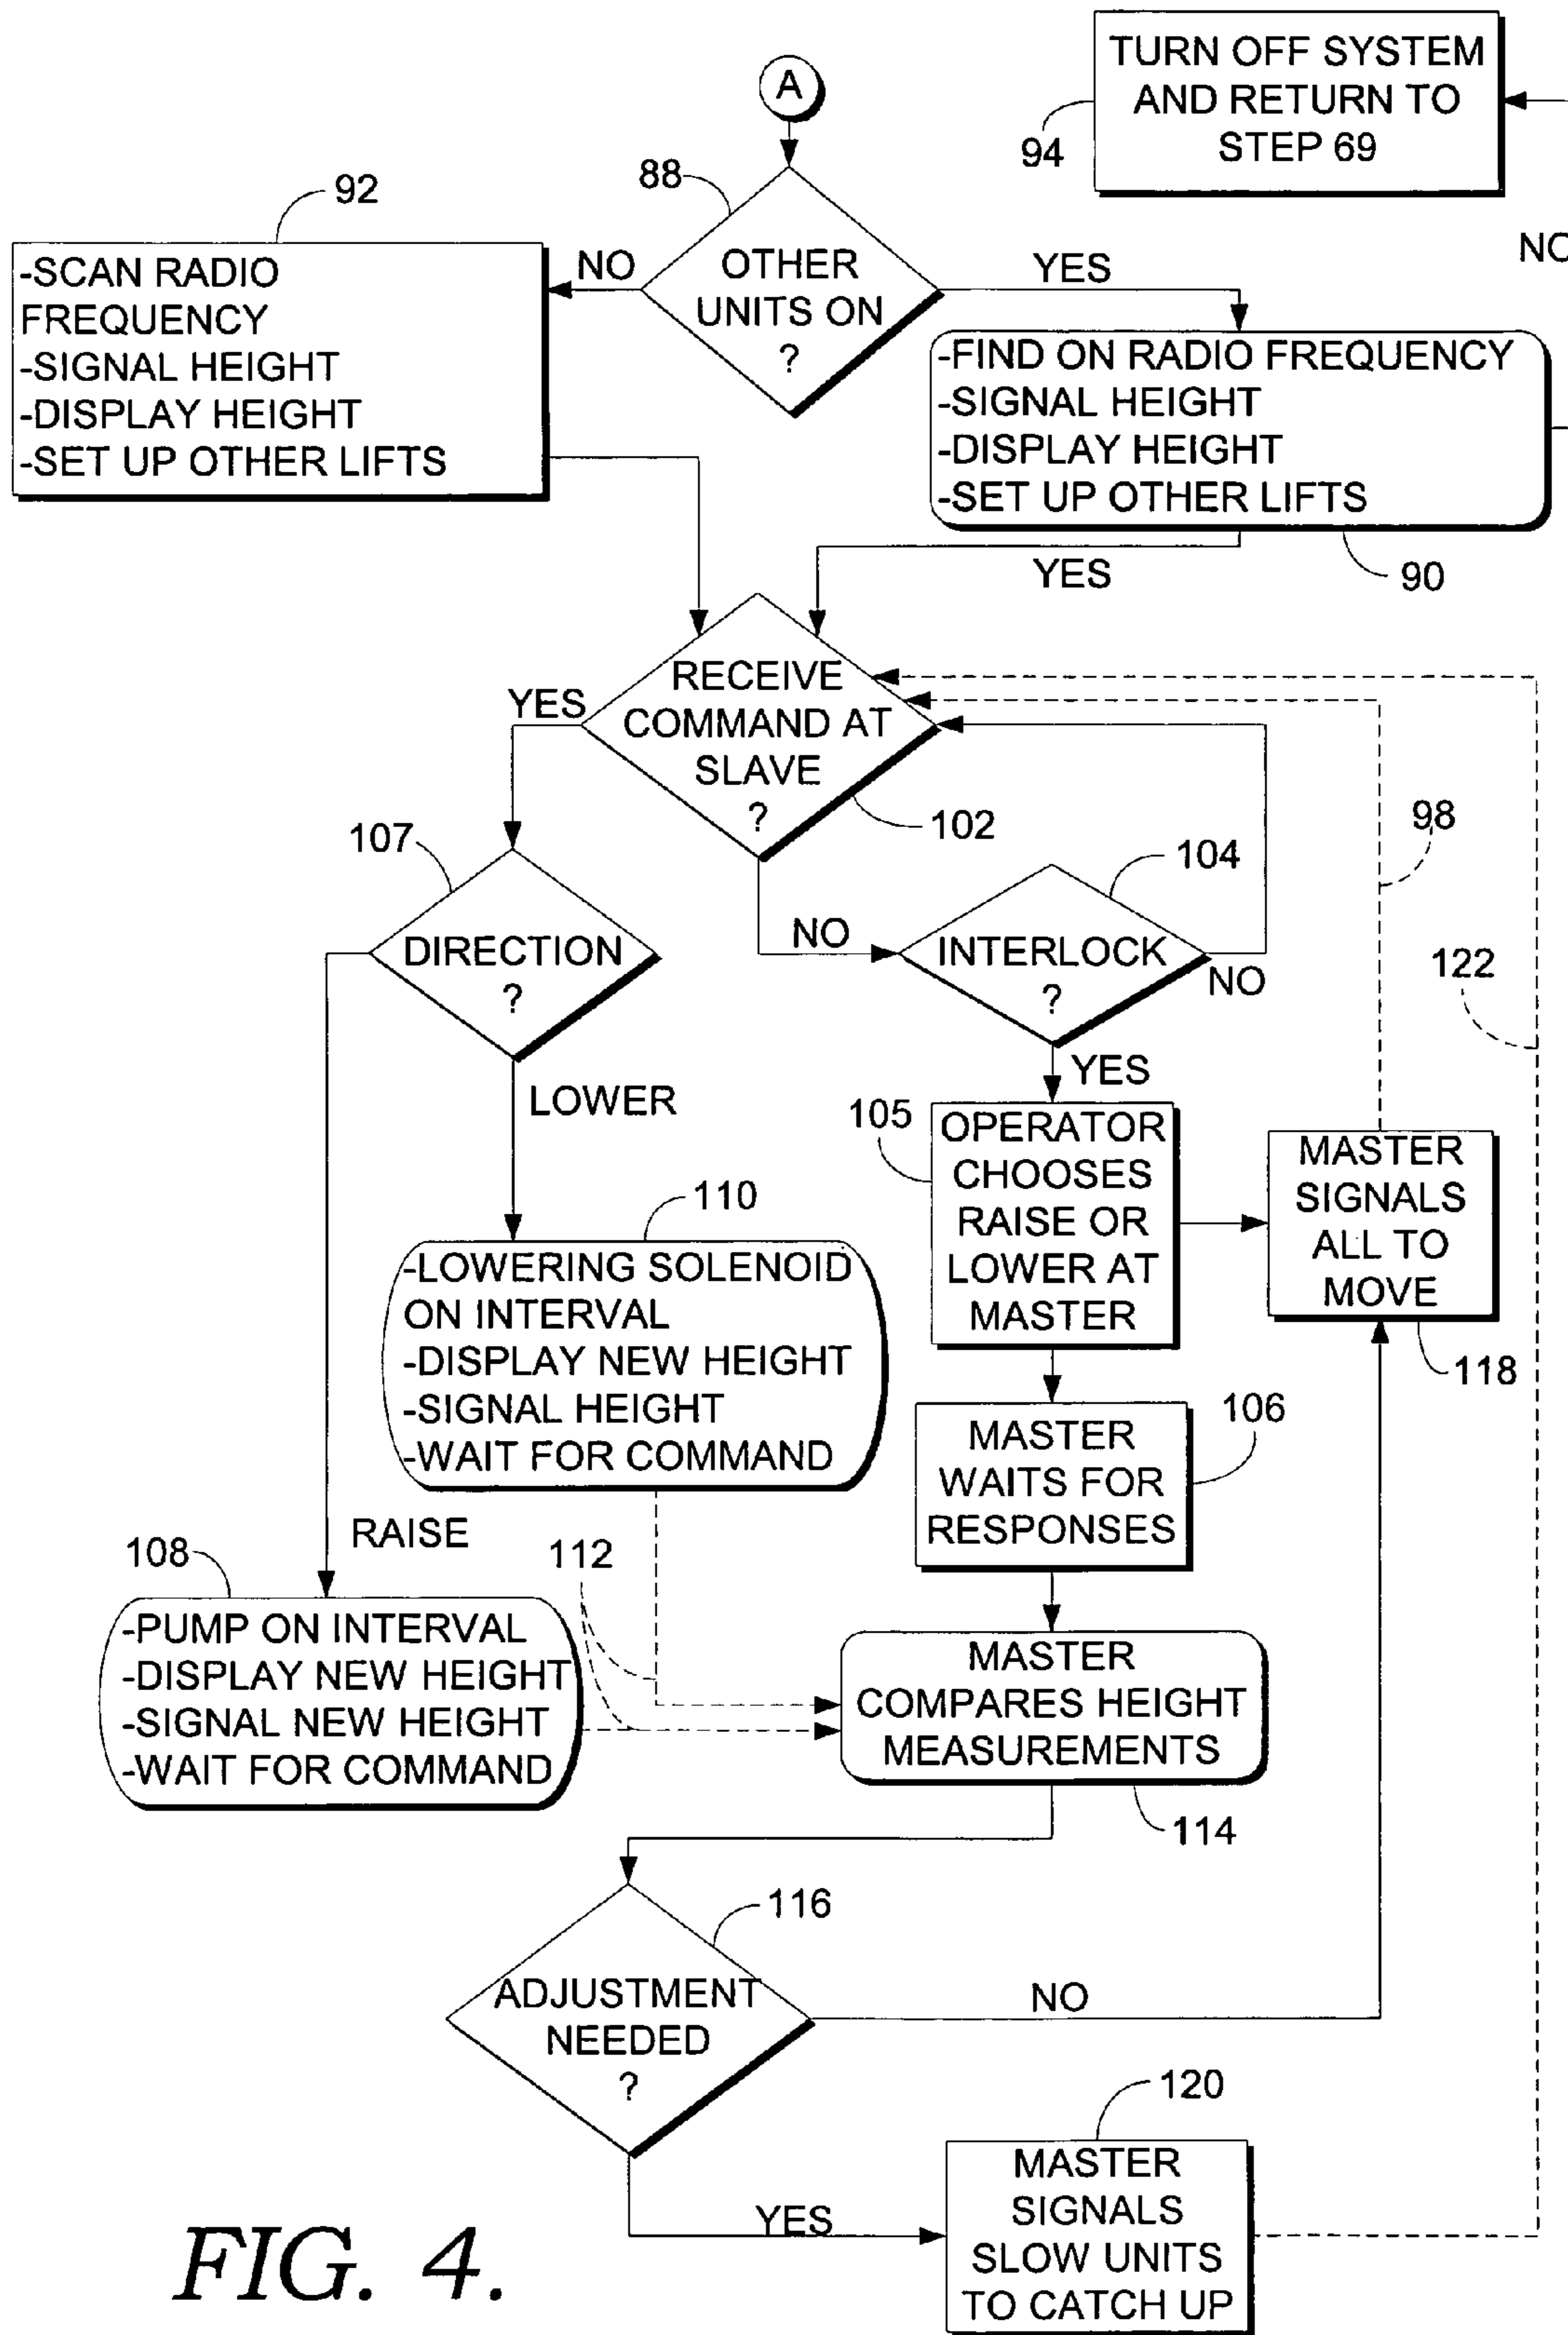 A
TURN OFF SYSTEM
AND RETURN TO
STEP 69
94
88
92
OTHER
UNITS ON
?
NO
YES
NO
-SCAN RADIO
FREQUENCY
-SIGNAL HEIGHT
-DISPLAY HEIGHT
-SET UP OTHER LIFTS
-FIND ON RADIO FREQUENCY
-SIGNAL HEIGHT
-DISPLAY HEIGHT
-SET UP OTHER LIFTS
YES
90
RECEIVE
COMMAND AT
SLAVE
?
YES
102
98
107
104
NO
DIRECTION
?
INTERLOCK
?
NO
122
YES
LOWER
105
OPERATOR
CHOOSES
RAISE OR
LOWER AT
MASTER
MASTER
SIGNALS
ALL TO
MOVE
118
110
-LOWERING SOLENOID
ON INTERVAL
-DISPLAY NEW HEIGHT
-SIGNAL HEIGHT
-WAIT FOR COMMAND
106
MASTER
WAITS FOR
RESPONSES
RAISE
108
112
-PUMP ON INTERVAL
-DISPLAY NEW HEIGHT
-SIGNAL NEW HEIGHT
-WAIT FOR COMMAND
MASTER
COMPARES HEIGHT
MEASUREMENTS
114
116
ADJUSTMENT
NEEDED
?
NO
120
YES
MASTER
SIGNALS
SLOW UNITS
TO CATCH UP
FIG. 4.